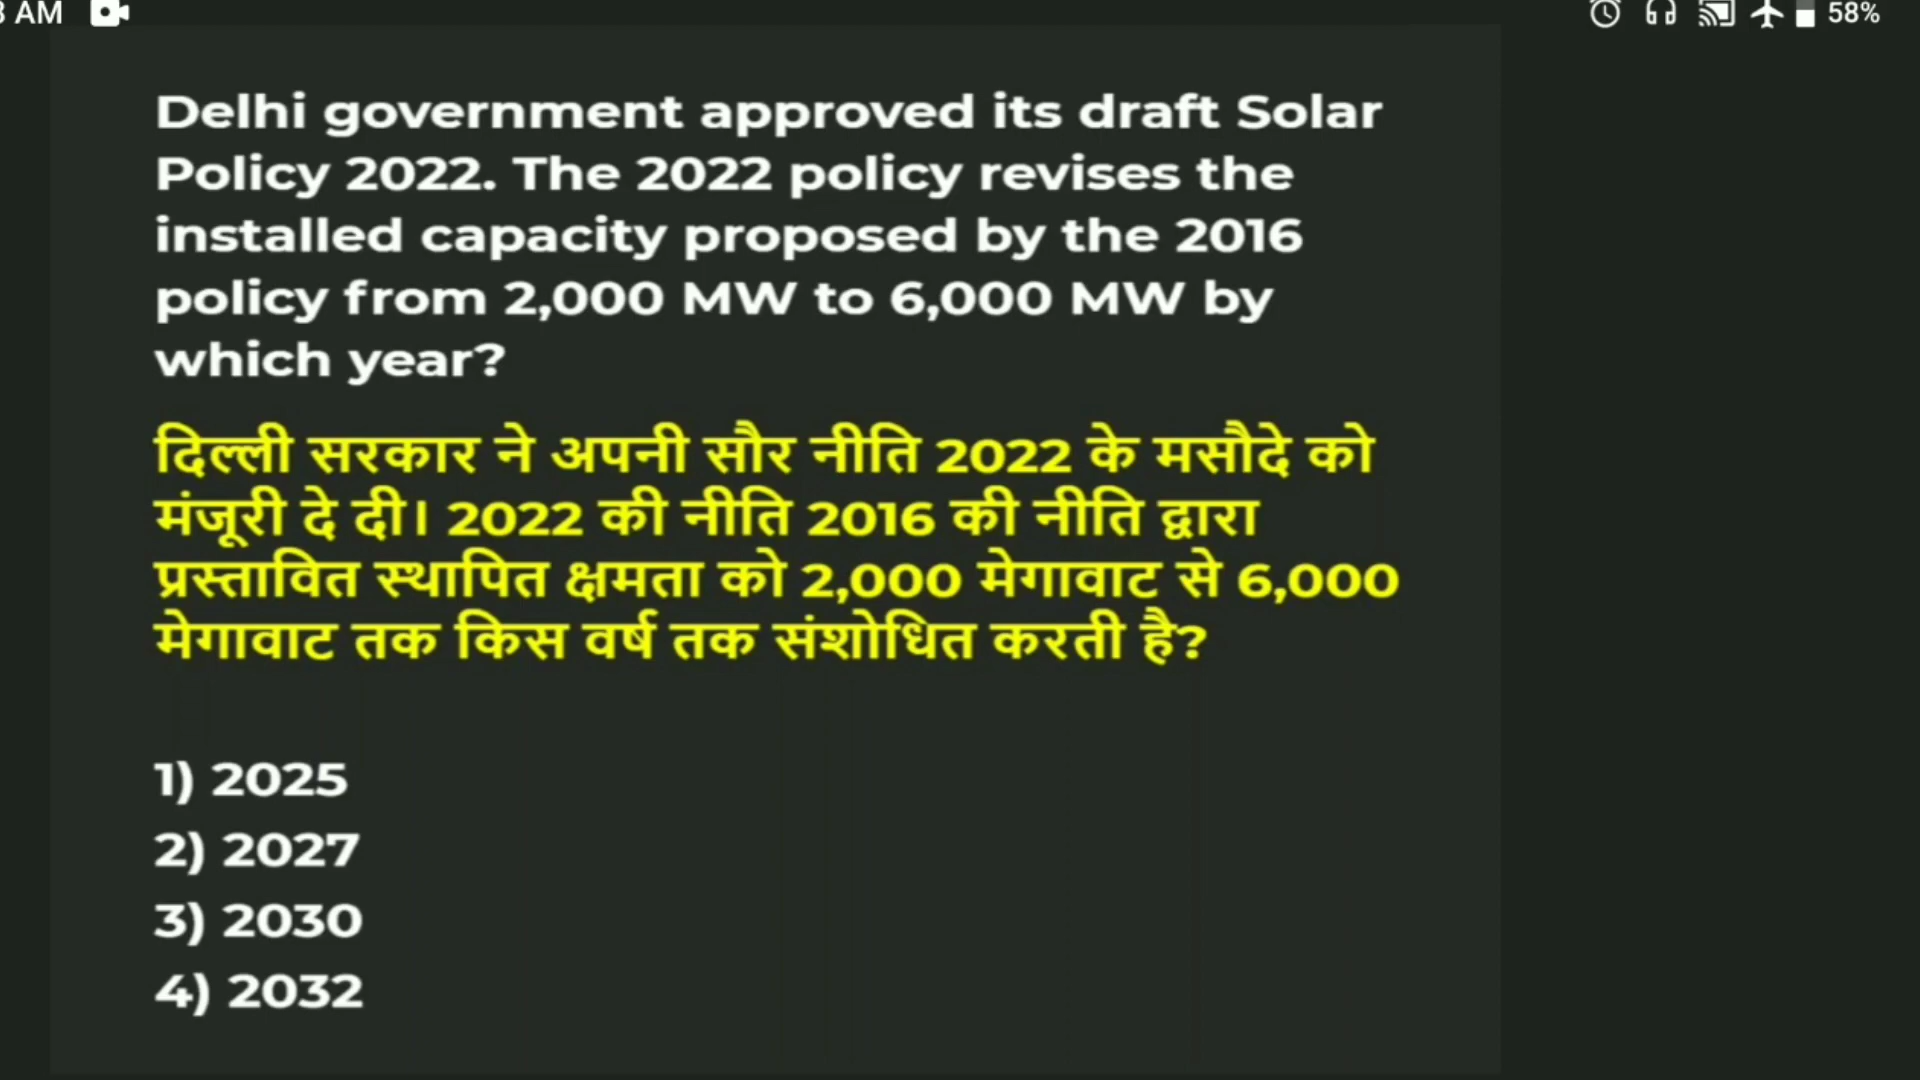 AM
58%
Delhi government approved its draft Solar
Policy 2022. The 2022 policy revises the
installed capacity proposed by the 2016
policy from 2,000 MW to 6,000 MW by
which year?
दिल्ली सरकार ने अपनी सौर नीति 2022 के मसौदे को
मंजूरी दे दी। 2022 की नीति 2016 की नीति द्वारा
प्रस्तावित स्थापित क्षमता को 2,000 मेगावाट से 6,000
मेगावाट तक किस वर्ष तक संशोधित करती है?
1) 2025
2) 2027
3) 2030
4) 2032